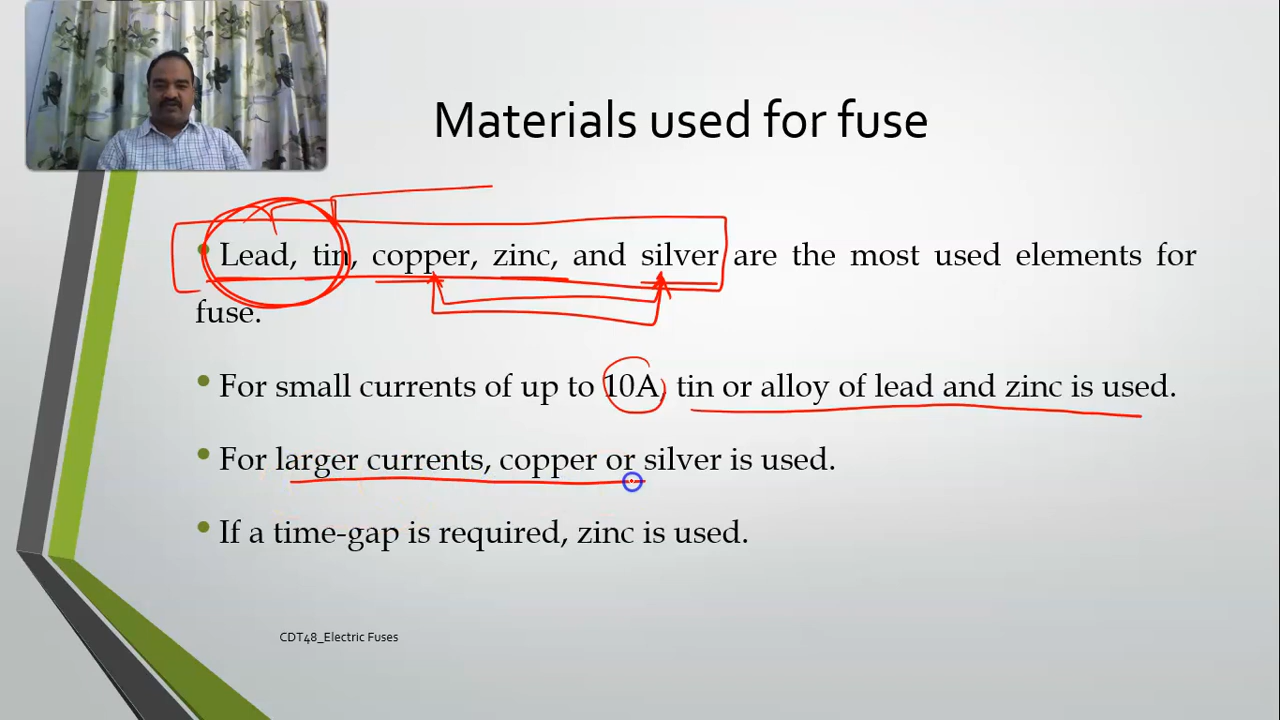 Materials used for fuse
• Lead, tin, copper, zinc, and silver are the most used elements for
fuse.
• For small currents of up to 10A, tin or alloy of lead and zinc is used.
• For larger currents, copper or silver is used.
• If a time-gap is required, zinc is used.
CDT48_Electric Fuses